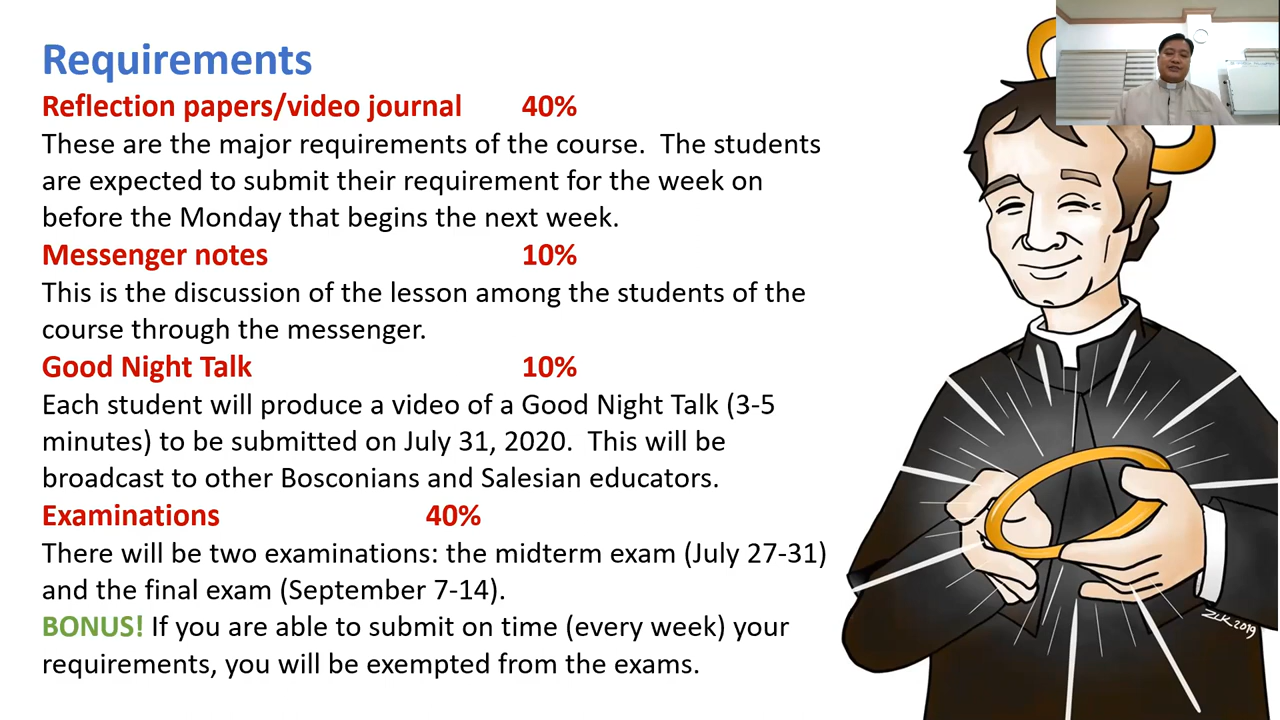 Requirements
Reflection papers/video journal 40%
These are the major requirements of the course. The students
are expected to submit their requirement for the week on
before the Monday that begins the next week.
Messenger notes 10%
This is the discussion of the lesson among the students of the
course through the messenger.
Good Night Talk 10%
Each student will produce a video of a Good Night Talk (3-5
minutes) to be submitted on July 31, 2020. This will be
broadcast to other Bosconians and Salesian educators.
Examinations 40%
There will be two examinations: the midterm exam (July 27-31)
and the final exam (September 7-14).
BONUS! If you are able to submit on time (every week) your
requirements, you will be exempted from the exams.
ZLK 2019